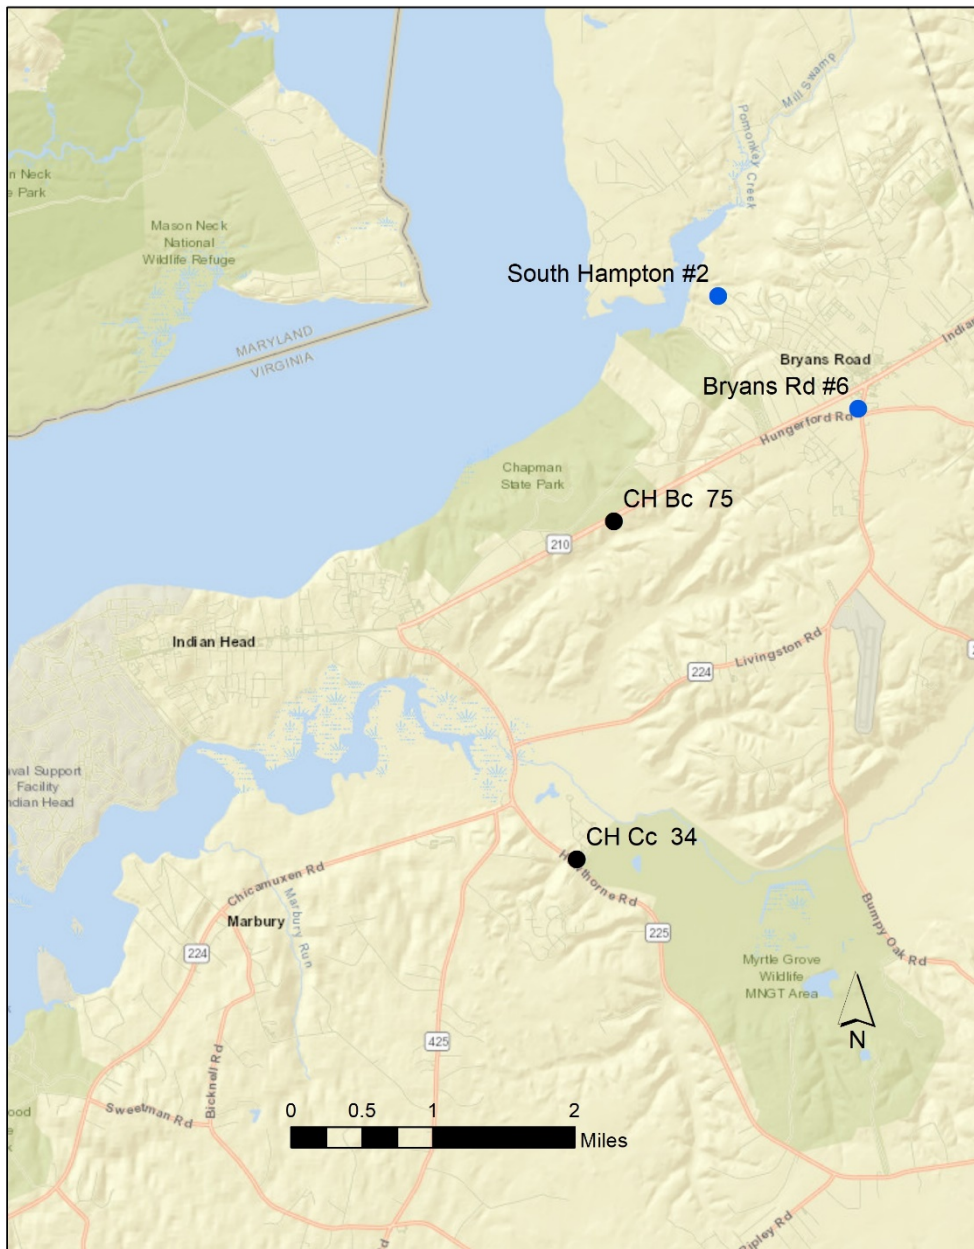 Mill Swamp
Pomonkey
Creek
n Neck
e Park
Mason Neck
National
Wildlife Refuge
South Hampton #2
MARYLAND
VIRGINIA
Bryans Road
Indian
Bryans Rd #6
Hungerford Rd
Chapman
State Park
CH Bc 75
210
Indian Head
Livingston Rd
224
2
aval Support
Facility
ndian Head
CH Cc 34
Hawthorne Rd
Chicamuxen Rd
Marbury Run
Marbury
225
224
Bumpy Oak Rd
Myrtle Grove
Wildlife
MNGT Area
N
425
Bicknell Rd
Sweetman Rd
ood
e
0 0.5 1 2
Miles
Ripley Rd